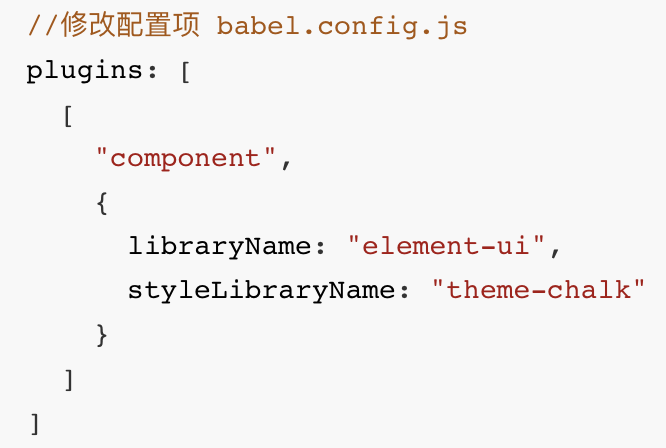 //修改配置项 babel.config.js
plugins: [
  [
    "component",
    {
      libraryName: "element-ui",
      styleLibraryName: "theme-chalk"
    }
  ]
]